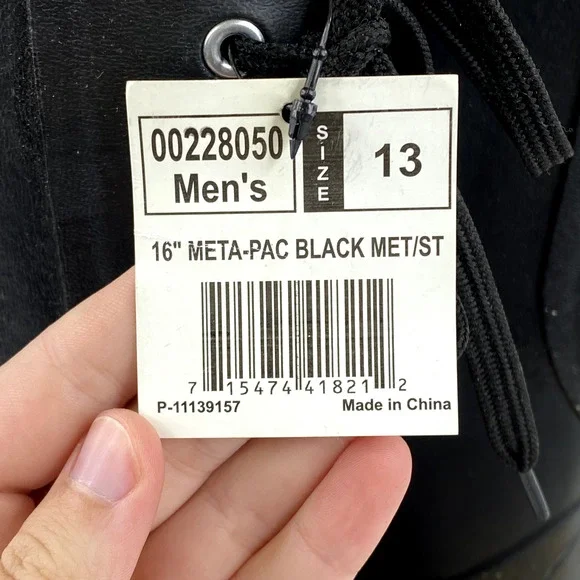 00228050
Men's
SIZE
13
16" META-PAC BLACK MET/ST
7 15474 41821 2
P-11139157 Made in China